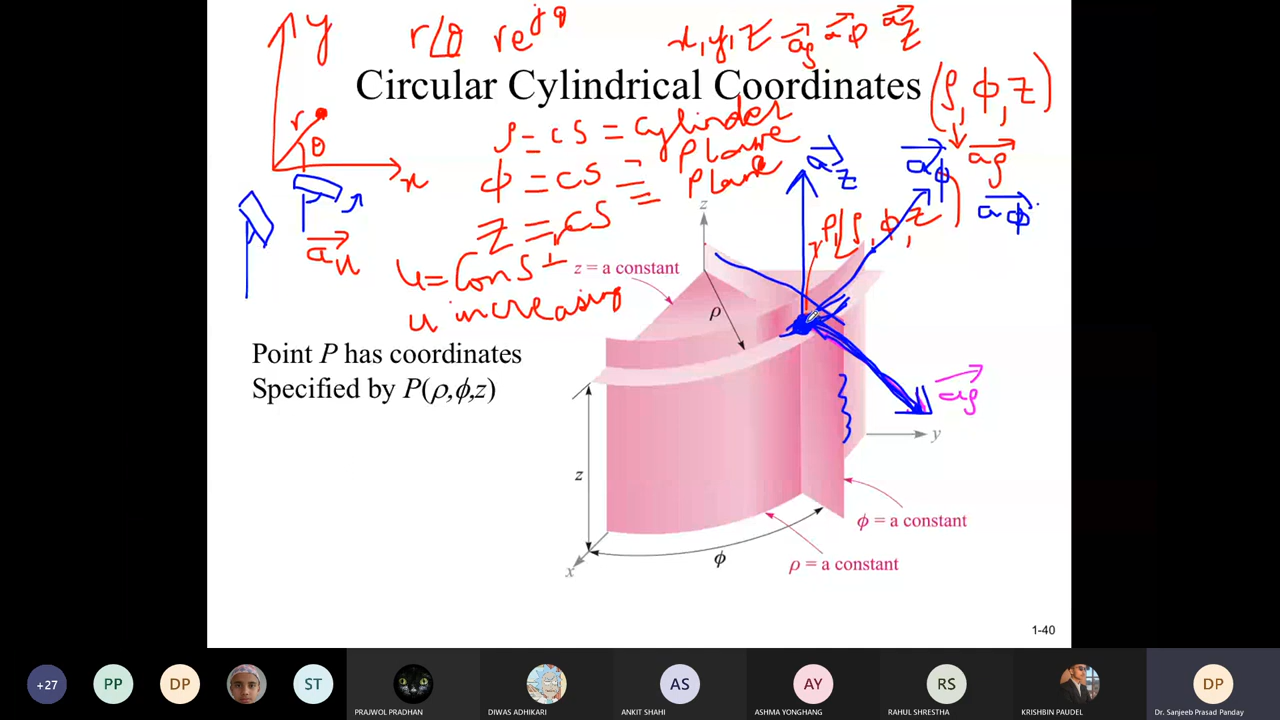 y
r∠θ re^jφ
x, y, z a⃗ρ a⃗φ a⃗z
Circular Cylindrical Coordinates (ρ, φ, z)
r
θ
x
ρ = cs = cylinder
φ = cs = plane
z = cs = plane
a⃗z
a⃗φ
a⃗ρ
a⃗φ
P(ρ, φ, z)
a⃗u
u = Const
u increasing
z
z = a constant
ρ
Point P has coordinates
Specified by P(ρ,ϕ,z)
a⃗ρ
y
z
ϕ = a constant
ϕ
ρ = a constant
x
1-40
+27
PP
DP
ST
AS
AY
RS
DP
PRAJWOL PRADHAN
DIWAS ADHIKARI
ANKIT SHAHI
ASHMA YONGHANG
RAHUL SHRESTHA
KRISHBIN PAUDEL
Dr. Sanjeeb Prasad Panday